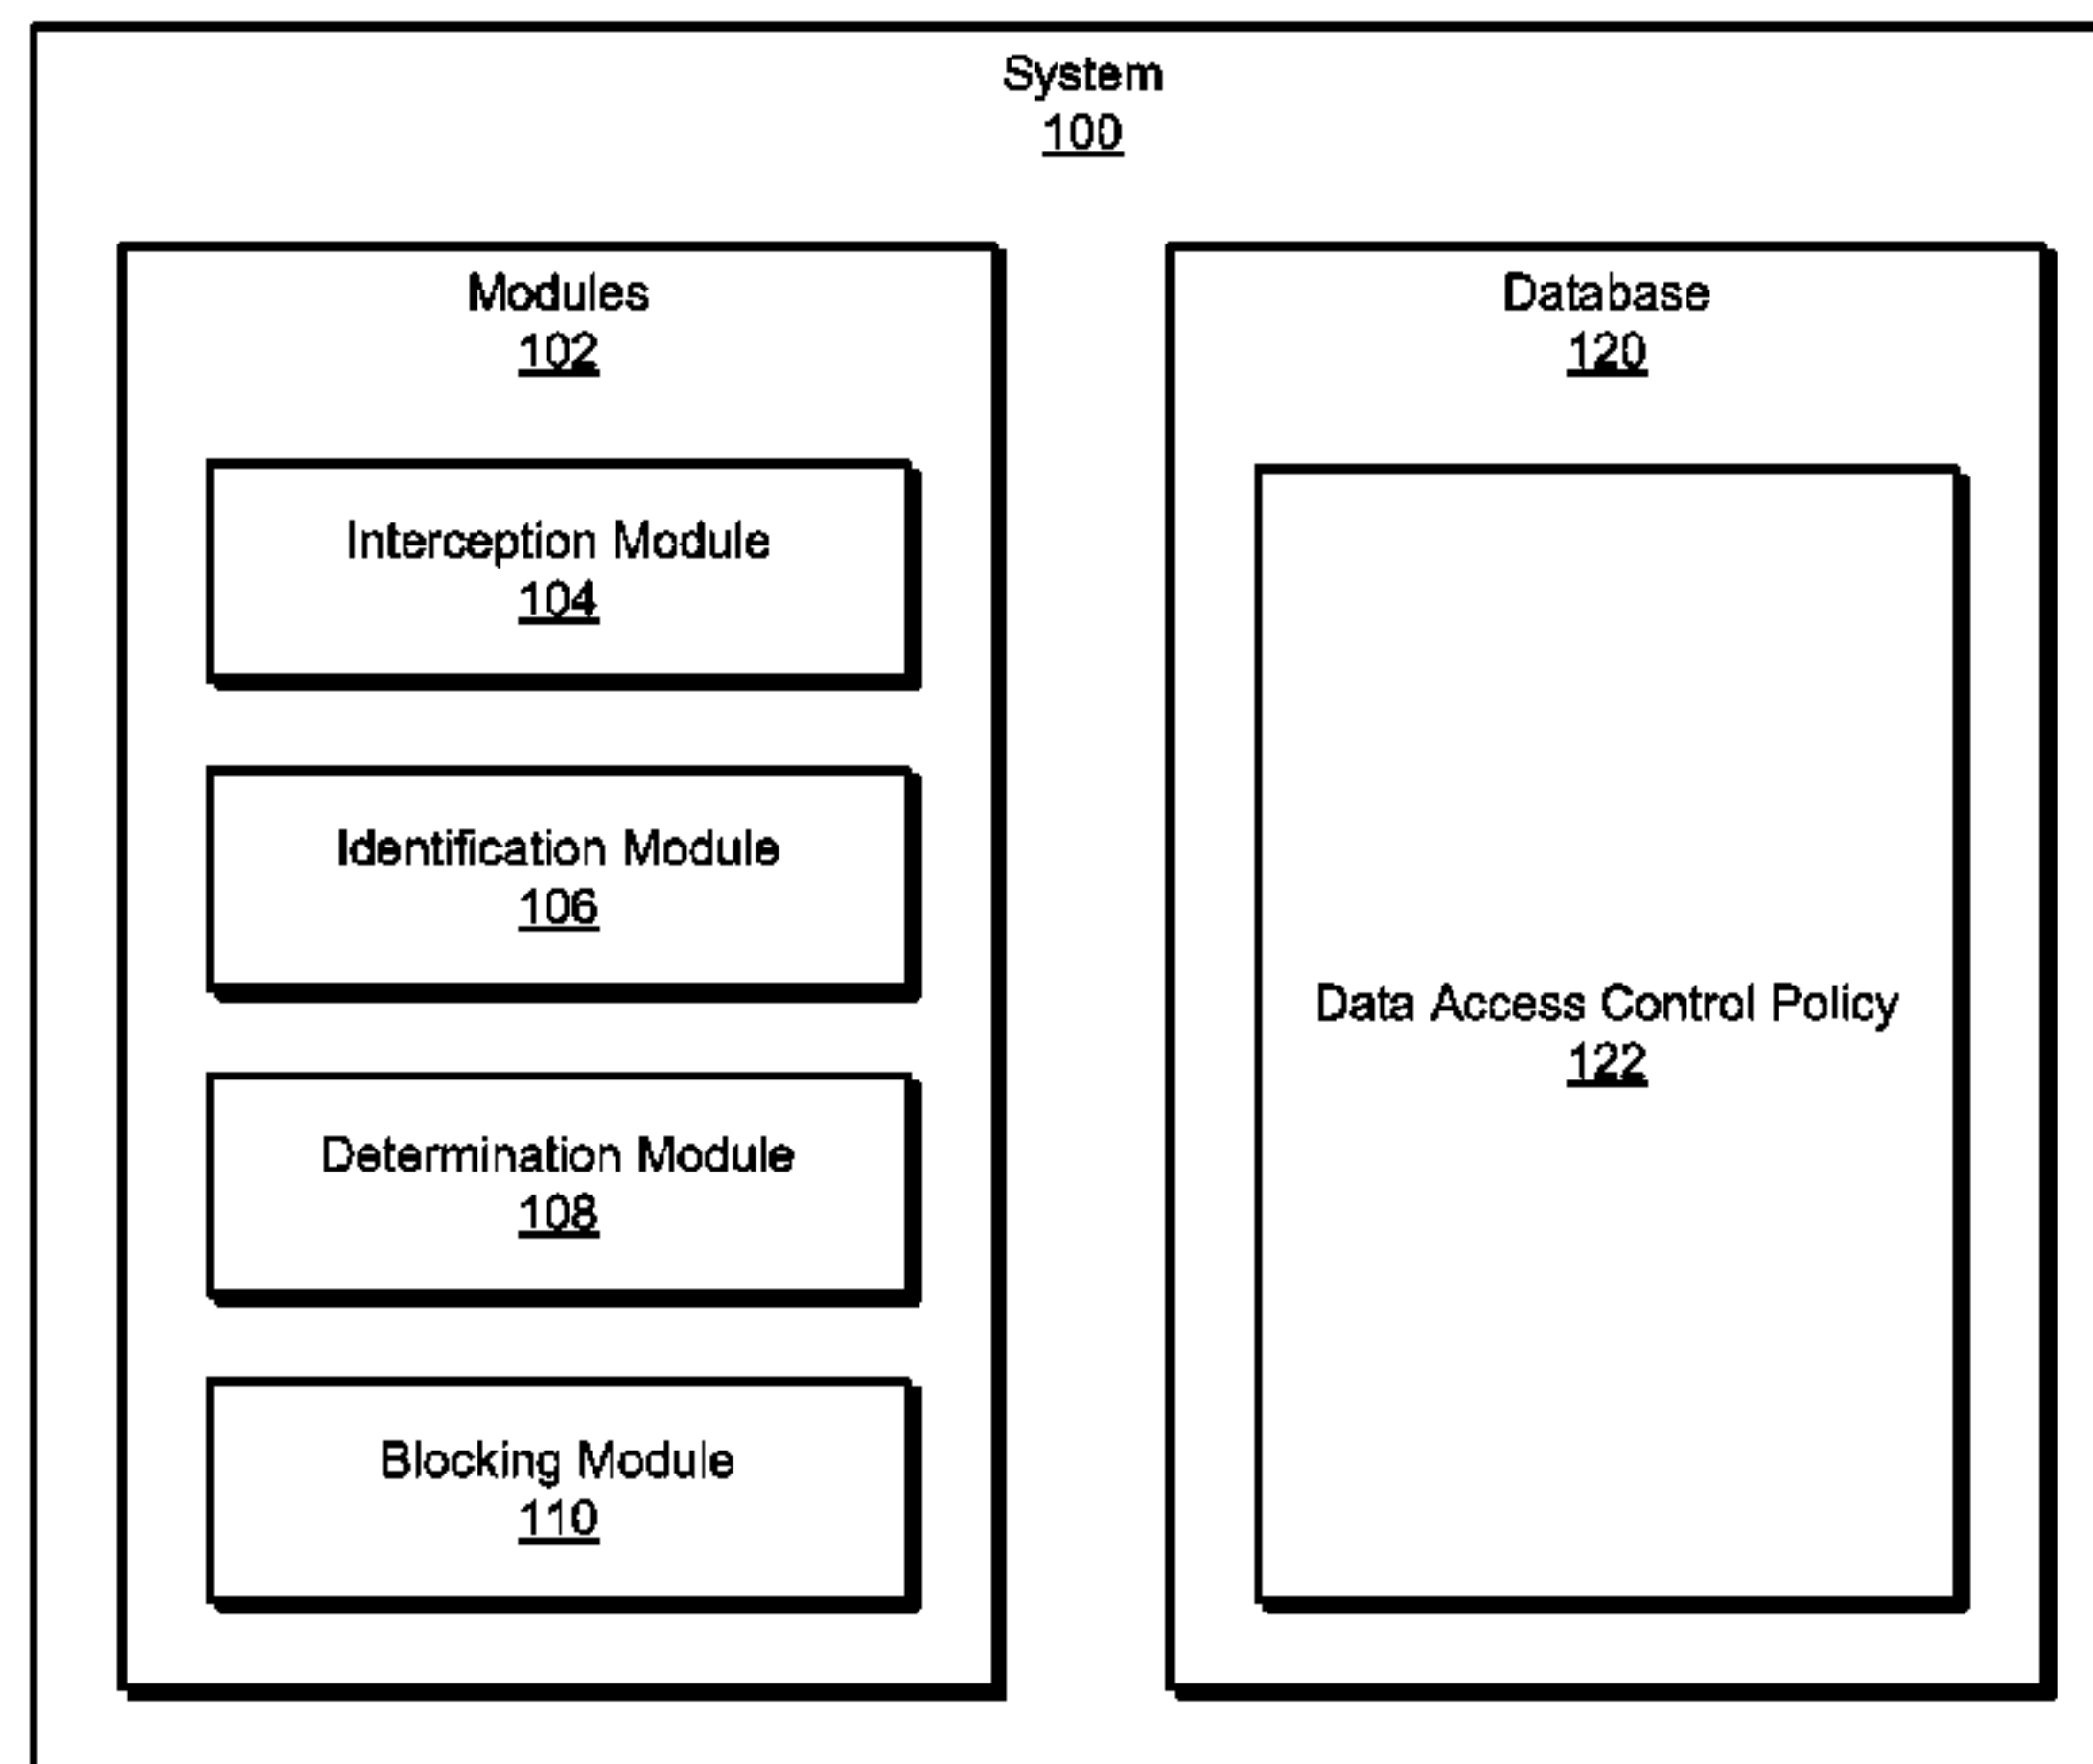 System
100
Modules
102
Interception Module
104
Identification Module
106
Determination Module
108
Blocking Module
110
Database
120
Data Access Control Policy
122